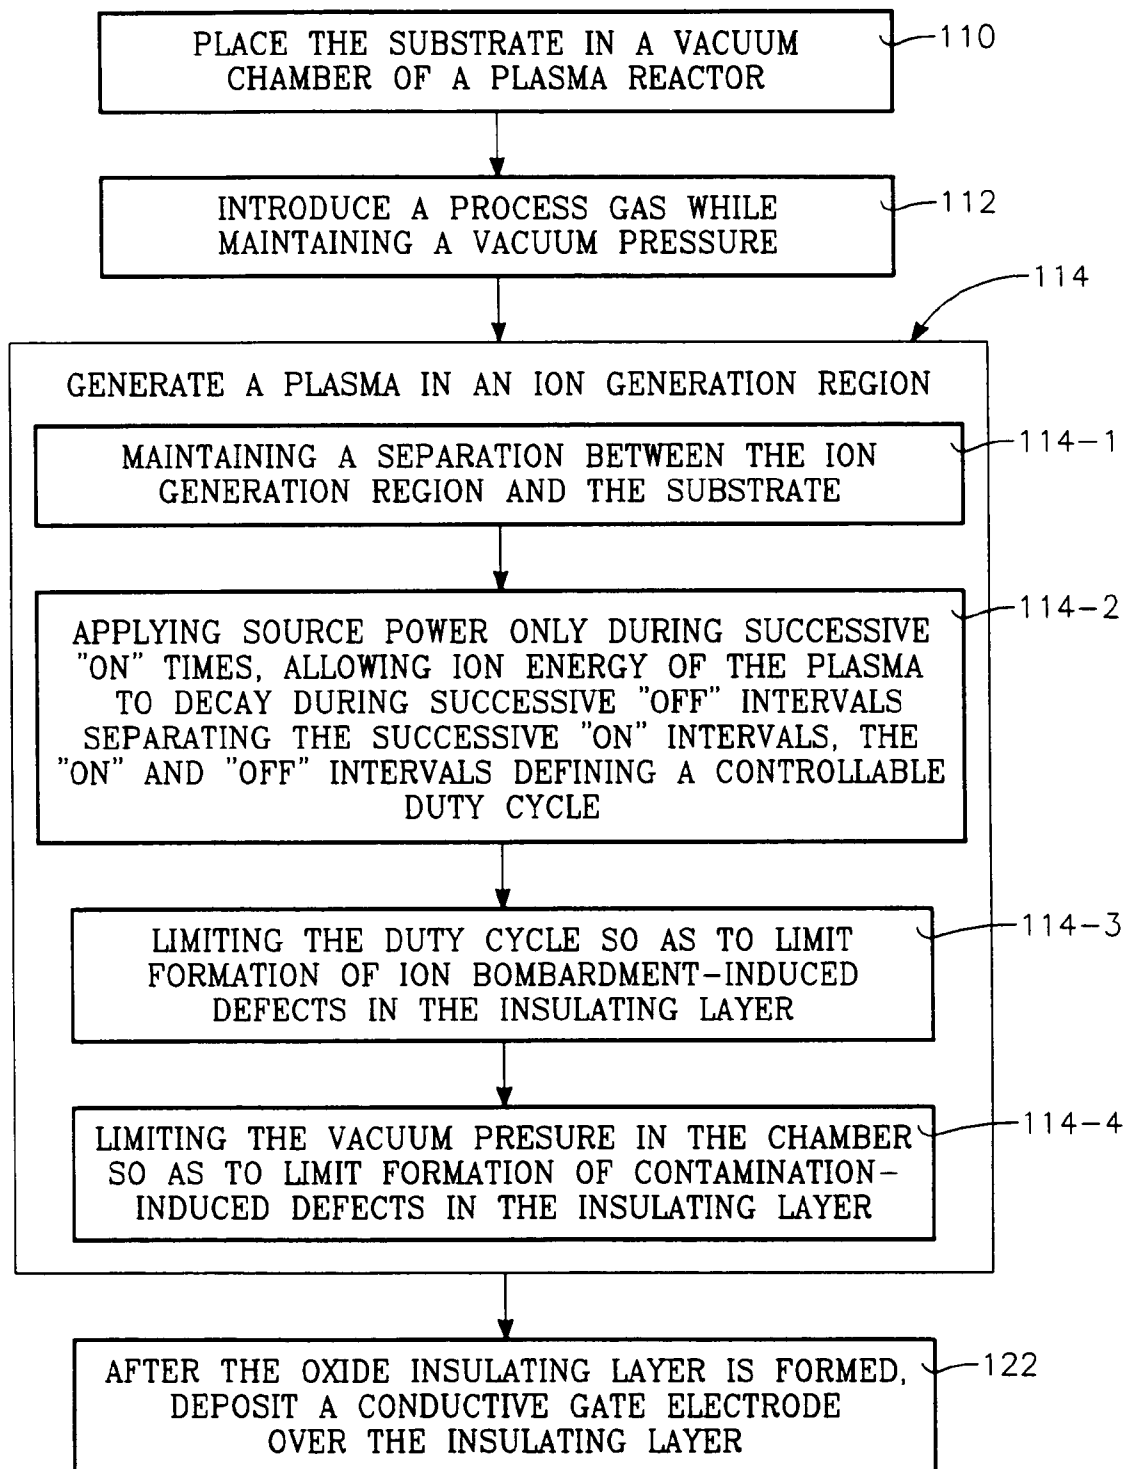 PLACE THE SUBSTRATE IN A VACUUM
CHAMBER OF A PLASMA REACTOR
110
INTRODUCE A PROCESS GAS WHILE
MAINTAINING A VACUUM PRESSURE
112
114
GENERATE A PLASMA IN AN ION GENERATION REGION
MAINTAINING A SEPARATION BETWEEN THE ION
GENERATION REGION AND THE SUBSTRATE
114-1
APPLYING SOURCE POWER ONLY DURING SUCCESSIVE
"ON" TIMES, ALLOWING ION ENERGY OF THE PLASMA
TO DECAY DURING SUCCESSIVE "OFF" INTERVALS
SEPARATING THE SUCCESSIVE "ON" INTERVALS, THE
"ON" AND "OFF" INTERVALS DEFINING A CONTROLLABLE
DUTY CYCLE
114-2
LIMITING THE DUTY CYCLE SO AS TO LIMIT
FORMATION OF ION BOMBARDMENT-INDUCED
DEFECTS IN THE INSULATING LAYER
114-3
LIMITING THE VACUUM PRESURE IN THE CHAMBER
SO AS TO LIMIT FORMATION OF CONTAMINATION-
INDUCED DEFECTS IN THE INSULATING LAYER
114-4
AFTER THE OXIDE INSULATING LAYER IS FORMED,
DEPOSIT A CONDUCTIVE GATE ELECTRODE
OVER THE INSULATING LAYER
122